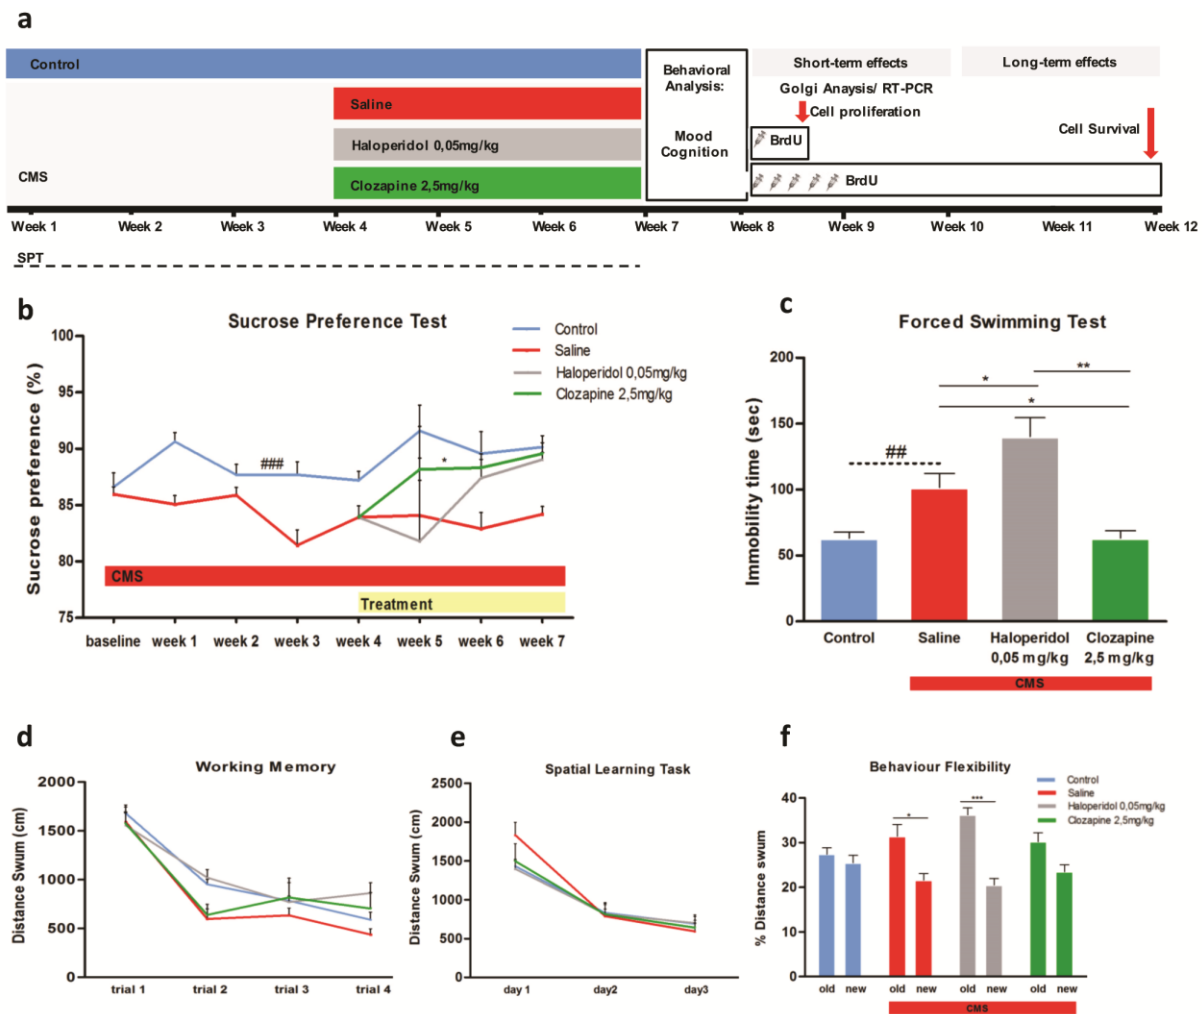 a
Control
Saline
Haloperidol 0,05mg/kg
Clozapine 2,5mg/kg
CMS
Behavioral
Analysis:
Mood
Cognition
Short-term effects
Long-term effects
Golgi Anaysis/ RT-PCR
Cell proliferation
Cell Survival
BrdU
BrdU
Week 1 Week 2 Week 3 Week 4 Week 5 Week 6 Week 7 Week 8 Week 9 Week 10 Week 11 Week 12
SPT
b
Sucrose Preference Test
Control
Saline
Haloperidol 0,05mg/kg
Clozapine 2,5mg/kg
Sucrose preference (%)
100
95
90
85
80
75
###
*
CMS
Treatment
baseline week 1 week 2 week 3 week 4 week 5 week 6 week 7
c
Forced Swimming Test
Immobility time (sec)
200
150
100
50
0
* **
*
##
Control Saline Haloperidol Clozapine
0,05 mg/kg 2,5 mg/kg
CMS
d
Working Memory
Distance Swum (cm)
2000
1500
1000
500
0
trial 1 trial 2 trial 3 trial 4
e
Spatial Learning Task
Distance Swum (cm)
2500
2000
1500
1000
500
0
day 1 day2 day3
f
Behaviour Flexibility
Control
Saline
Haloperidol 0,05mg/kg
Clozapine 2,5mg/kg
% Distance swum
40
30
20
10
0
* ***
old new old new old new old new
CMS